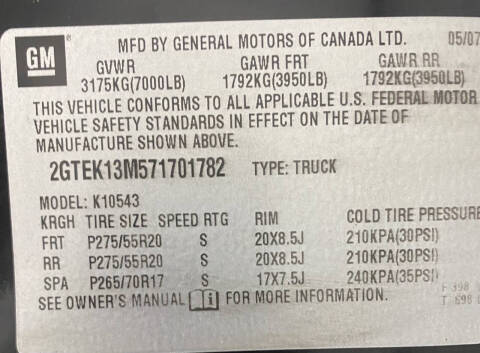 GM® MFD BY GENERAL MOTORS OF CANADA LTD. 05/07
GVWR GAWR FRT GAWR RR
3175KG(7000LB) 1792KG(3950LB) 1792KG(3950LB)
THIS VEHICLE CONFORMS TO ALL APPLICABLE U.S. FEDERAL MOTOR
VEHICLE SAFETY STANDARDS IN EFFECT ON THE DATE OF
MANUFACTURE SHOWN ABOVE.
2GTEK13M571701782 TYPE: TRUCK
MODEL: K10543
KRGH TIRE SIZE SPEED RTG RIM COLD TIRE PRESSURE
FRT P275/55R20 S 20X8.5J 210KPA(30PSI)
RR P275/55R20 S 20X8.5J 210KPA(30PSI)
SPA P265/70R17 S 17X7.5J 240KPA(35PSI)
SEE OWNER'S MANUAL i FOR MORE INFORMATION.
F 398
T 698